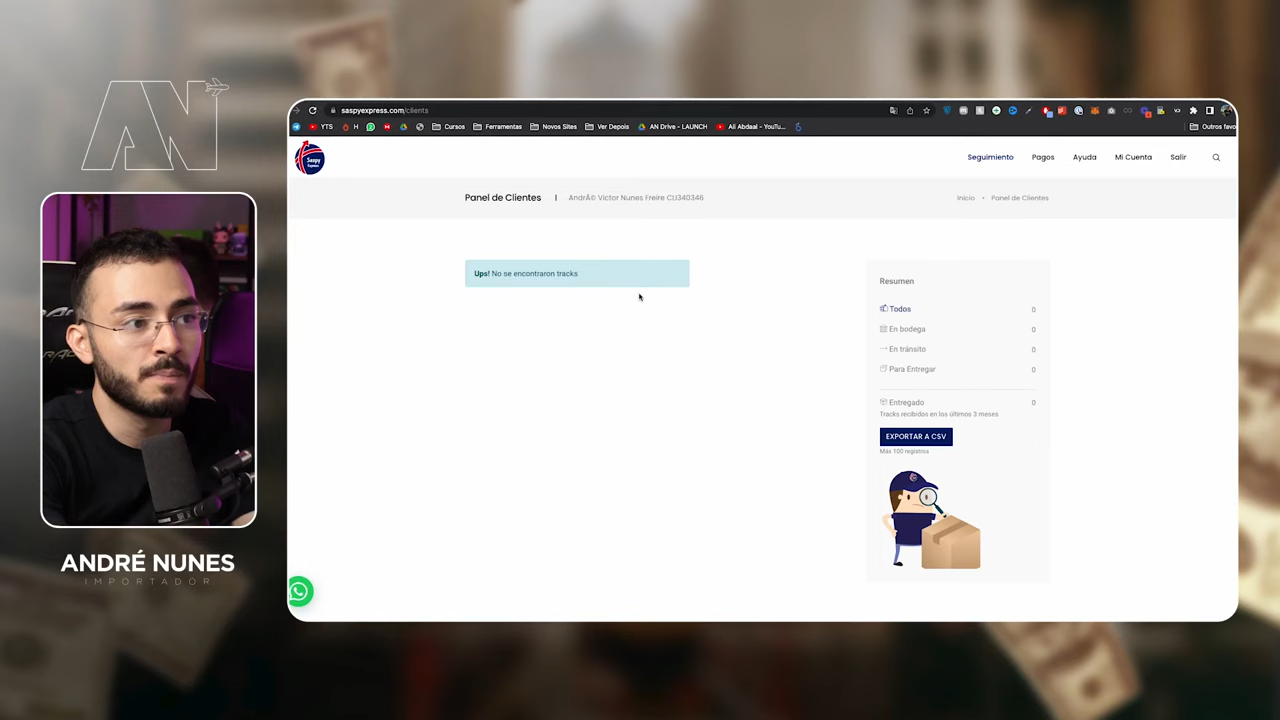 AN
ANDRÉ NUNES
IMPORTADOR
saspyexpress.com/clients
YTS
H
Cursos
Ferramentas
Novos Sites
Ver Depois
AN Drive - LAUNCH
Ali Abdaal - YouTu...
Outros favo
Saspy
Express
Seguimiento
Pagos
Ayuda
Mi Cuenta
Salir
Panel de Clientes | AndrÃ© Victor Nunes Freire CLI340346
Inicio • Panel de Clientes
Ups! No se encontraron tracks
Resumen
Todos 0
En bodega 0
En tránsito 0
Para Entregar 0
Entregado 0
Tracks recibidos en los últimos 3 meses
EXPORTAR A CSV
Más 100 registros